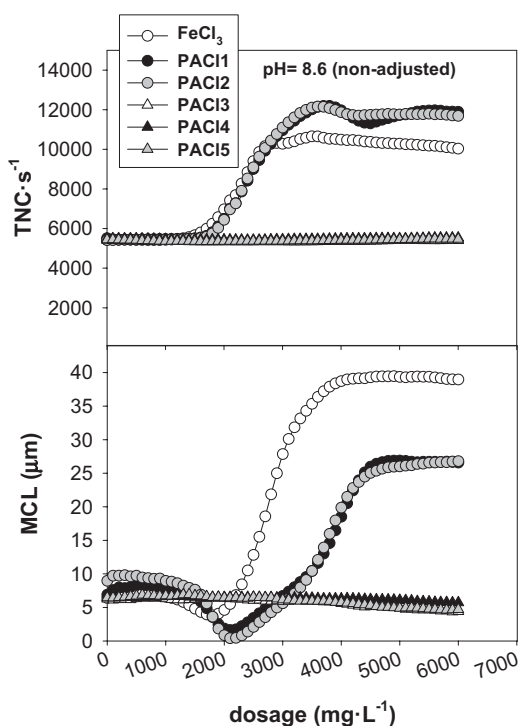 FeCl3
PACl1
PACl2
PACl3
PACl4
PACl5
pH= 8.6 (non-adjusted)
TNC·s-1
14000
12000
10000
8000
6000
4000
2000
MCL (μm)
40
35
30
25
20
15
10
5
0
0 1000 2000 3000 4000 5000 6000 7000
dosage (mg·L-1)